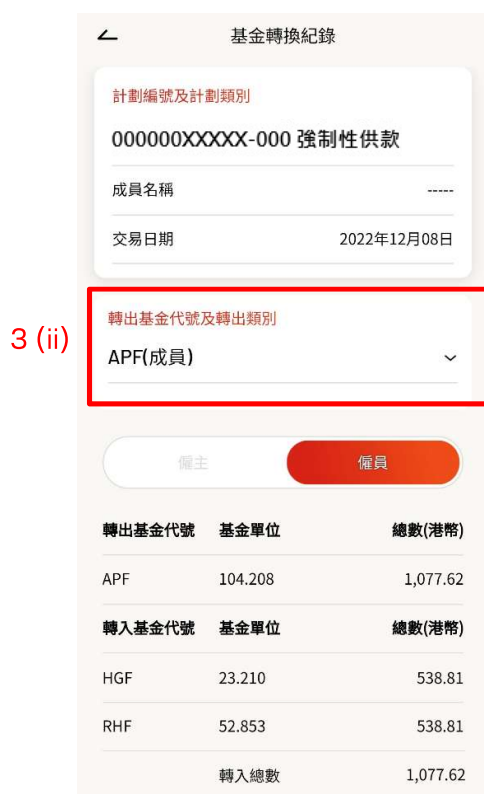 基金轉換紀錄
計劃編號及計劃類別
000000XXXXX-000 強制性供款
成員名稱 -----
交易日期 2022年12月08日
3 (ii)
轉出基金代號及轉出類別
APF(成員)
僱主 僱員
轉出基金代號 基金單位 總數(港幣)
APF 104.208 1,077.62
轉入基金代號 基金單位 總數(港幣)
HGF 23.210 538.81
RHF 52.853 538.81
轉入總數 1,077.62